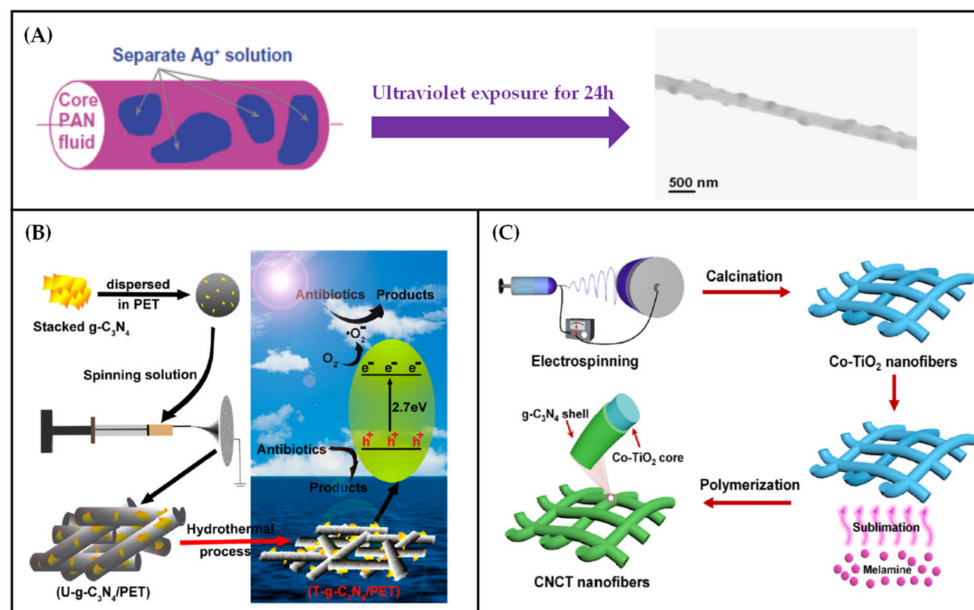 (A)
Separate Ag⁺ solution
Core
PAN
fluid
Ultraviolet exposure for 24h
500 nm
(B)
dispersed
in PET
Stacked g-C₃N₄
Spinning solution
(U-g-C₃N₄/PET)
Hydrothermal
process
Antibiotics
Products
·O₂⁻
O₂
e⁻ e⁻ e⁻
2.7eV
h⁺ h⁺ h⁺
Antibiotics
Products
(T-g-C₃N₄/PET)
(C)
Electrospinning
Calcination
Co-TiO₂ nanofibers
Sublimation
Melamine
Polymerization
g-C₃N₄ shell
Co-TiO₂ core
CNCT nanofibers